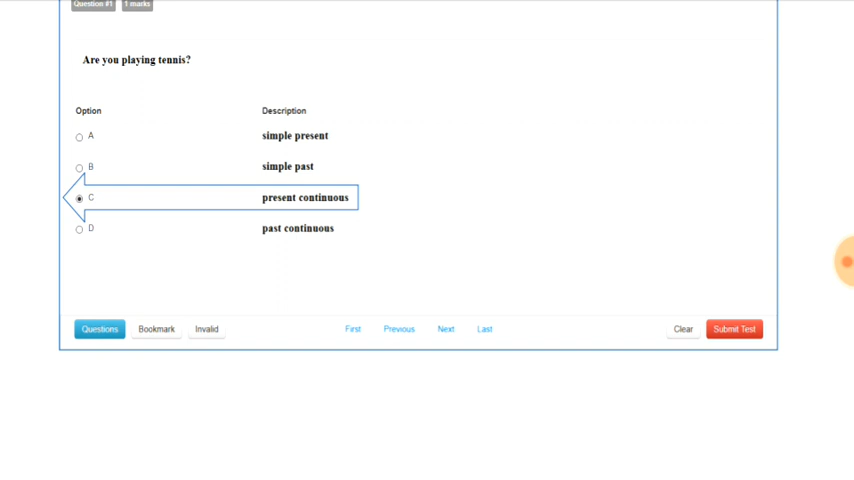 Question #1 1 marks
Are you playing tennis?
Option Description
A simple present
B simple past
C present continuous
D past continuous
Questions Bookmark Invalid First Previous Next Last Clear Submit Test